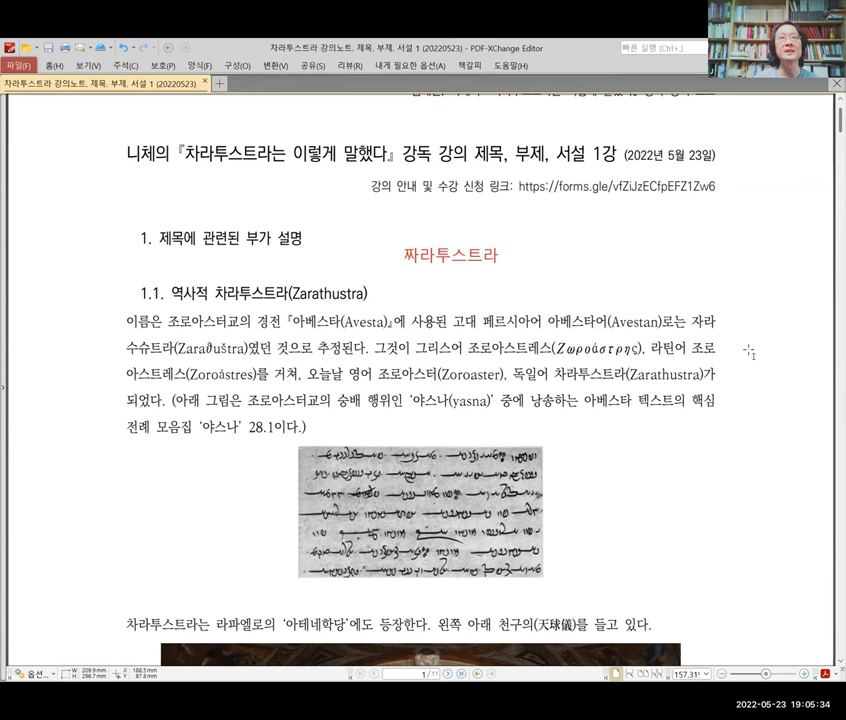 차라투스트라 강의노트, 제목, 부제, 서설 1 (20220523) - PDF-XChange Editor
빠른 실행 (Ctrl+.)
파일(F) 홈(H) 보기(V) 주석(C) 보호(P) 양식(F) 구성(O) 변환(V) 공유(S) 리뷰(R) 내게 필요한 옵션(A) 책갈피 도움말(H)
차라투스트라 강의노트, 제목, 부제, 서설 1 (20220523)
니체의 『차라투스트라는 이렇게 말했다』 강독 강의 제목, 부제, 서설 1강 (2022년 5월 23일)
강의 안내 및 수강 신청 링크: https://forms.gle/vfZiJzECfpEFZ1Zw6
1. 제목에 관련된 부가 설명
짜라투스트라
1.1. 역사적 차라투스트라(Zarathustra)
이름은 조로아스터교의 경전 『아베스타(Avesta)』에 사용된 고대 페르시아어 아베스타어(Avestan)로는 자라
수슈트라(Zaraϑuštra)였던 것으로 추정된다. 그것이 그리스어 조로아스트레스(Ζωροάστρης), 라틴어 조로
아스트레스(Zoroástres)를 거쳐, 오늘날 영어 조로아스터(Zoroaster), 독일어 차라투스트라(Zarathustra)가
되었다. (아래 그림은 조로아스터교의 숭배 행위인 ‘야스나(yasna)’ 중에 낭송하는 아베스타 텍스트의 핵심
전례 모음집 ‘야스나’ 28.1이다.)
차라투스트라는 라파엘로의 ‘아테네학당’에도 등장한다. 왼쪽 아래 천구의(天球儀)를 들고 있다.
옵션... W: 209.9mm X: 188.5mm
H: 296.7mm Y: 87.8mm
1 / 11
157.31%
2022-05-23 19:05:34